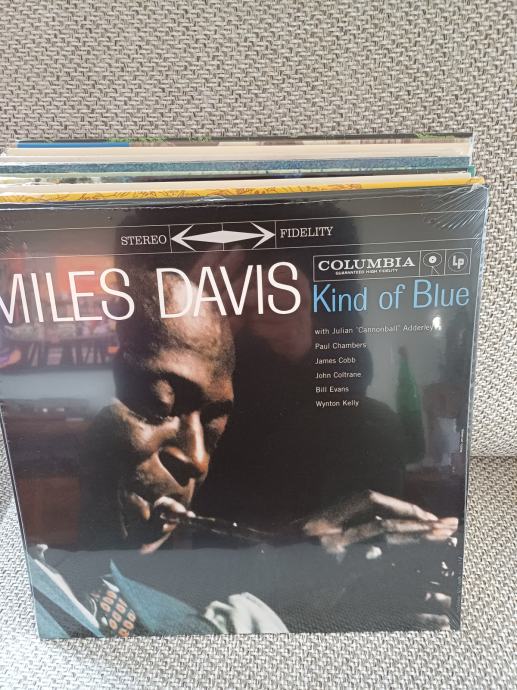 STEREO FIDELITY
COLUMBIA
GUARANTEED HIGH FIDELITY
Lp
MILES DAVIS Kind of Blue
with Julian "Cannonball" Adderley
Paul Chambers
James Cobb
John Coltrane
Bill Evans
Wynton Kelly